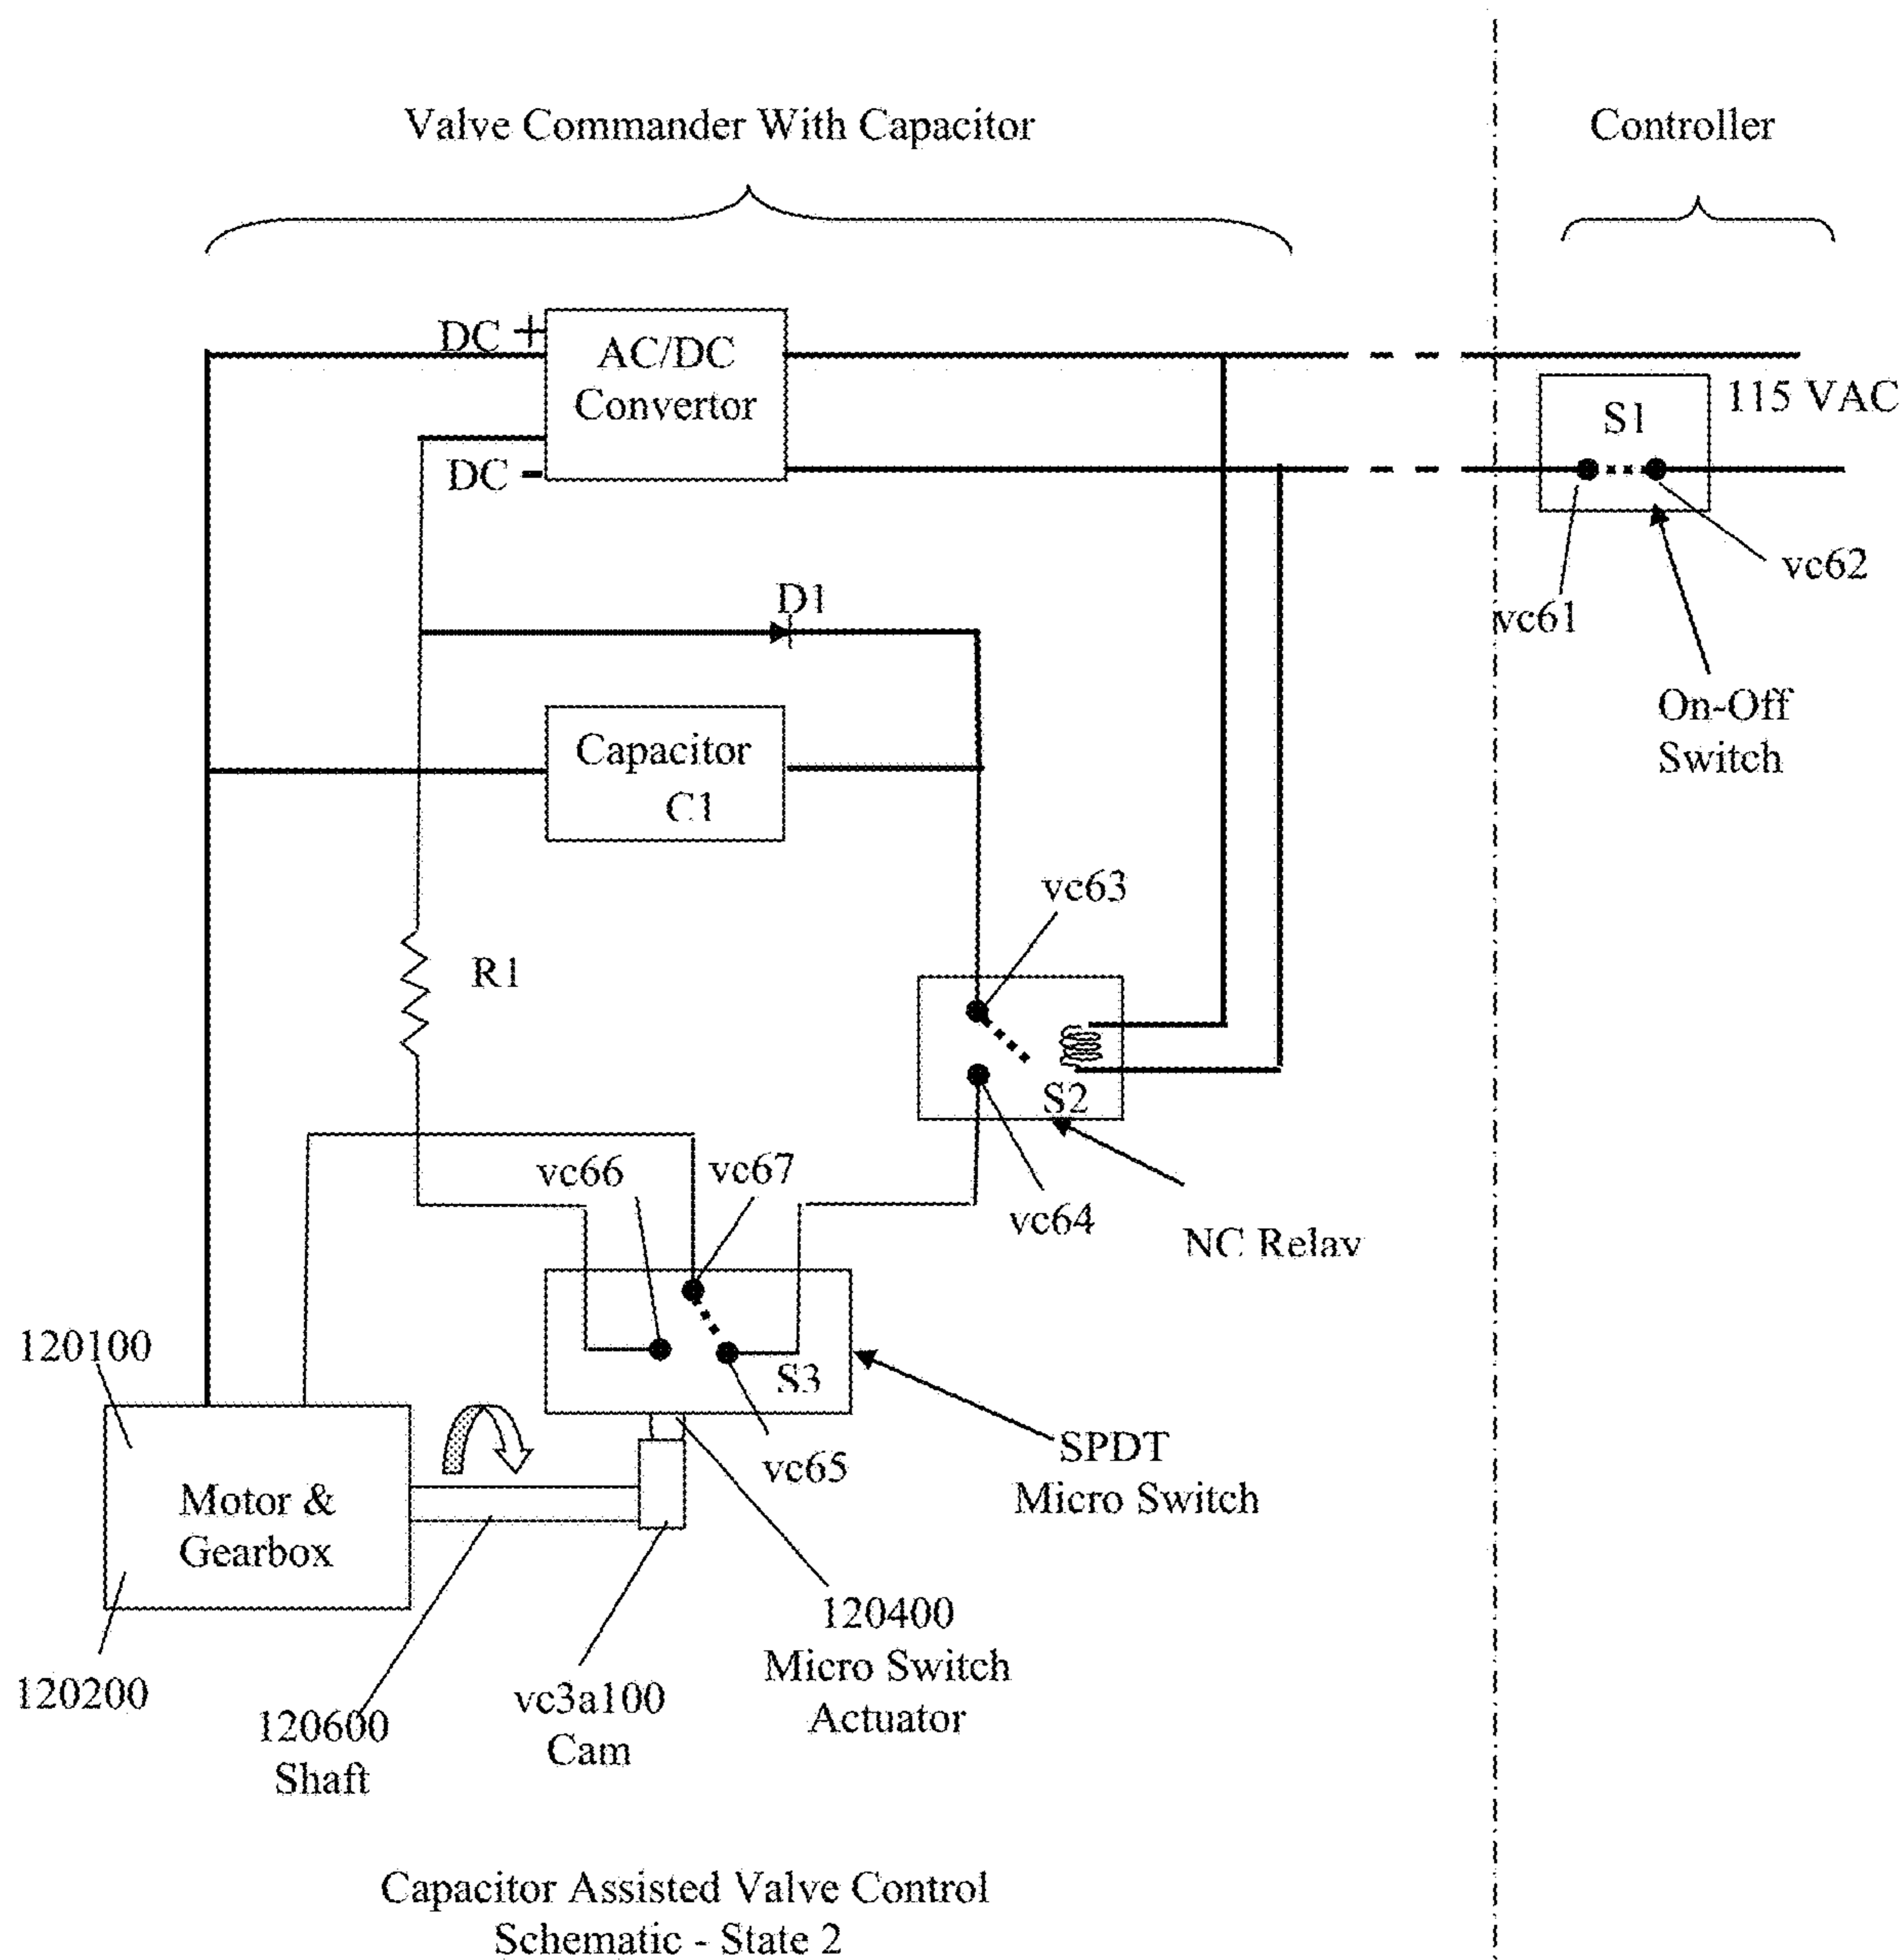 Valve Commander With Capacitor
Controller
DC +
AC/DC
Convertor
DC -
115 VAC
S1
vc61
vc62
On-Off
Switch
D1
Capacitor
C1
vc63
R1
S2
vc64
NC Relay
vc66
vc67
S3
vc65
SPDT
Micro Switch
120100
Motor &
Gearbox
120200
120600
Shaft
vc3a100
Cam
120400
Micro Switch
Actuator
Capacitor Assisted Valve Control
Schematic - State 2